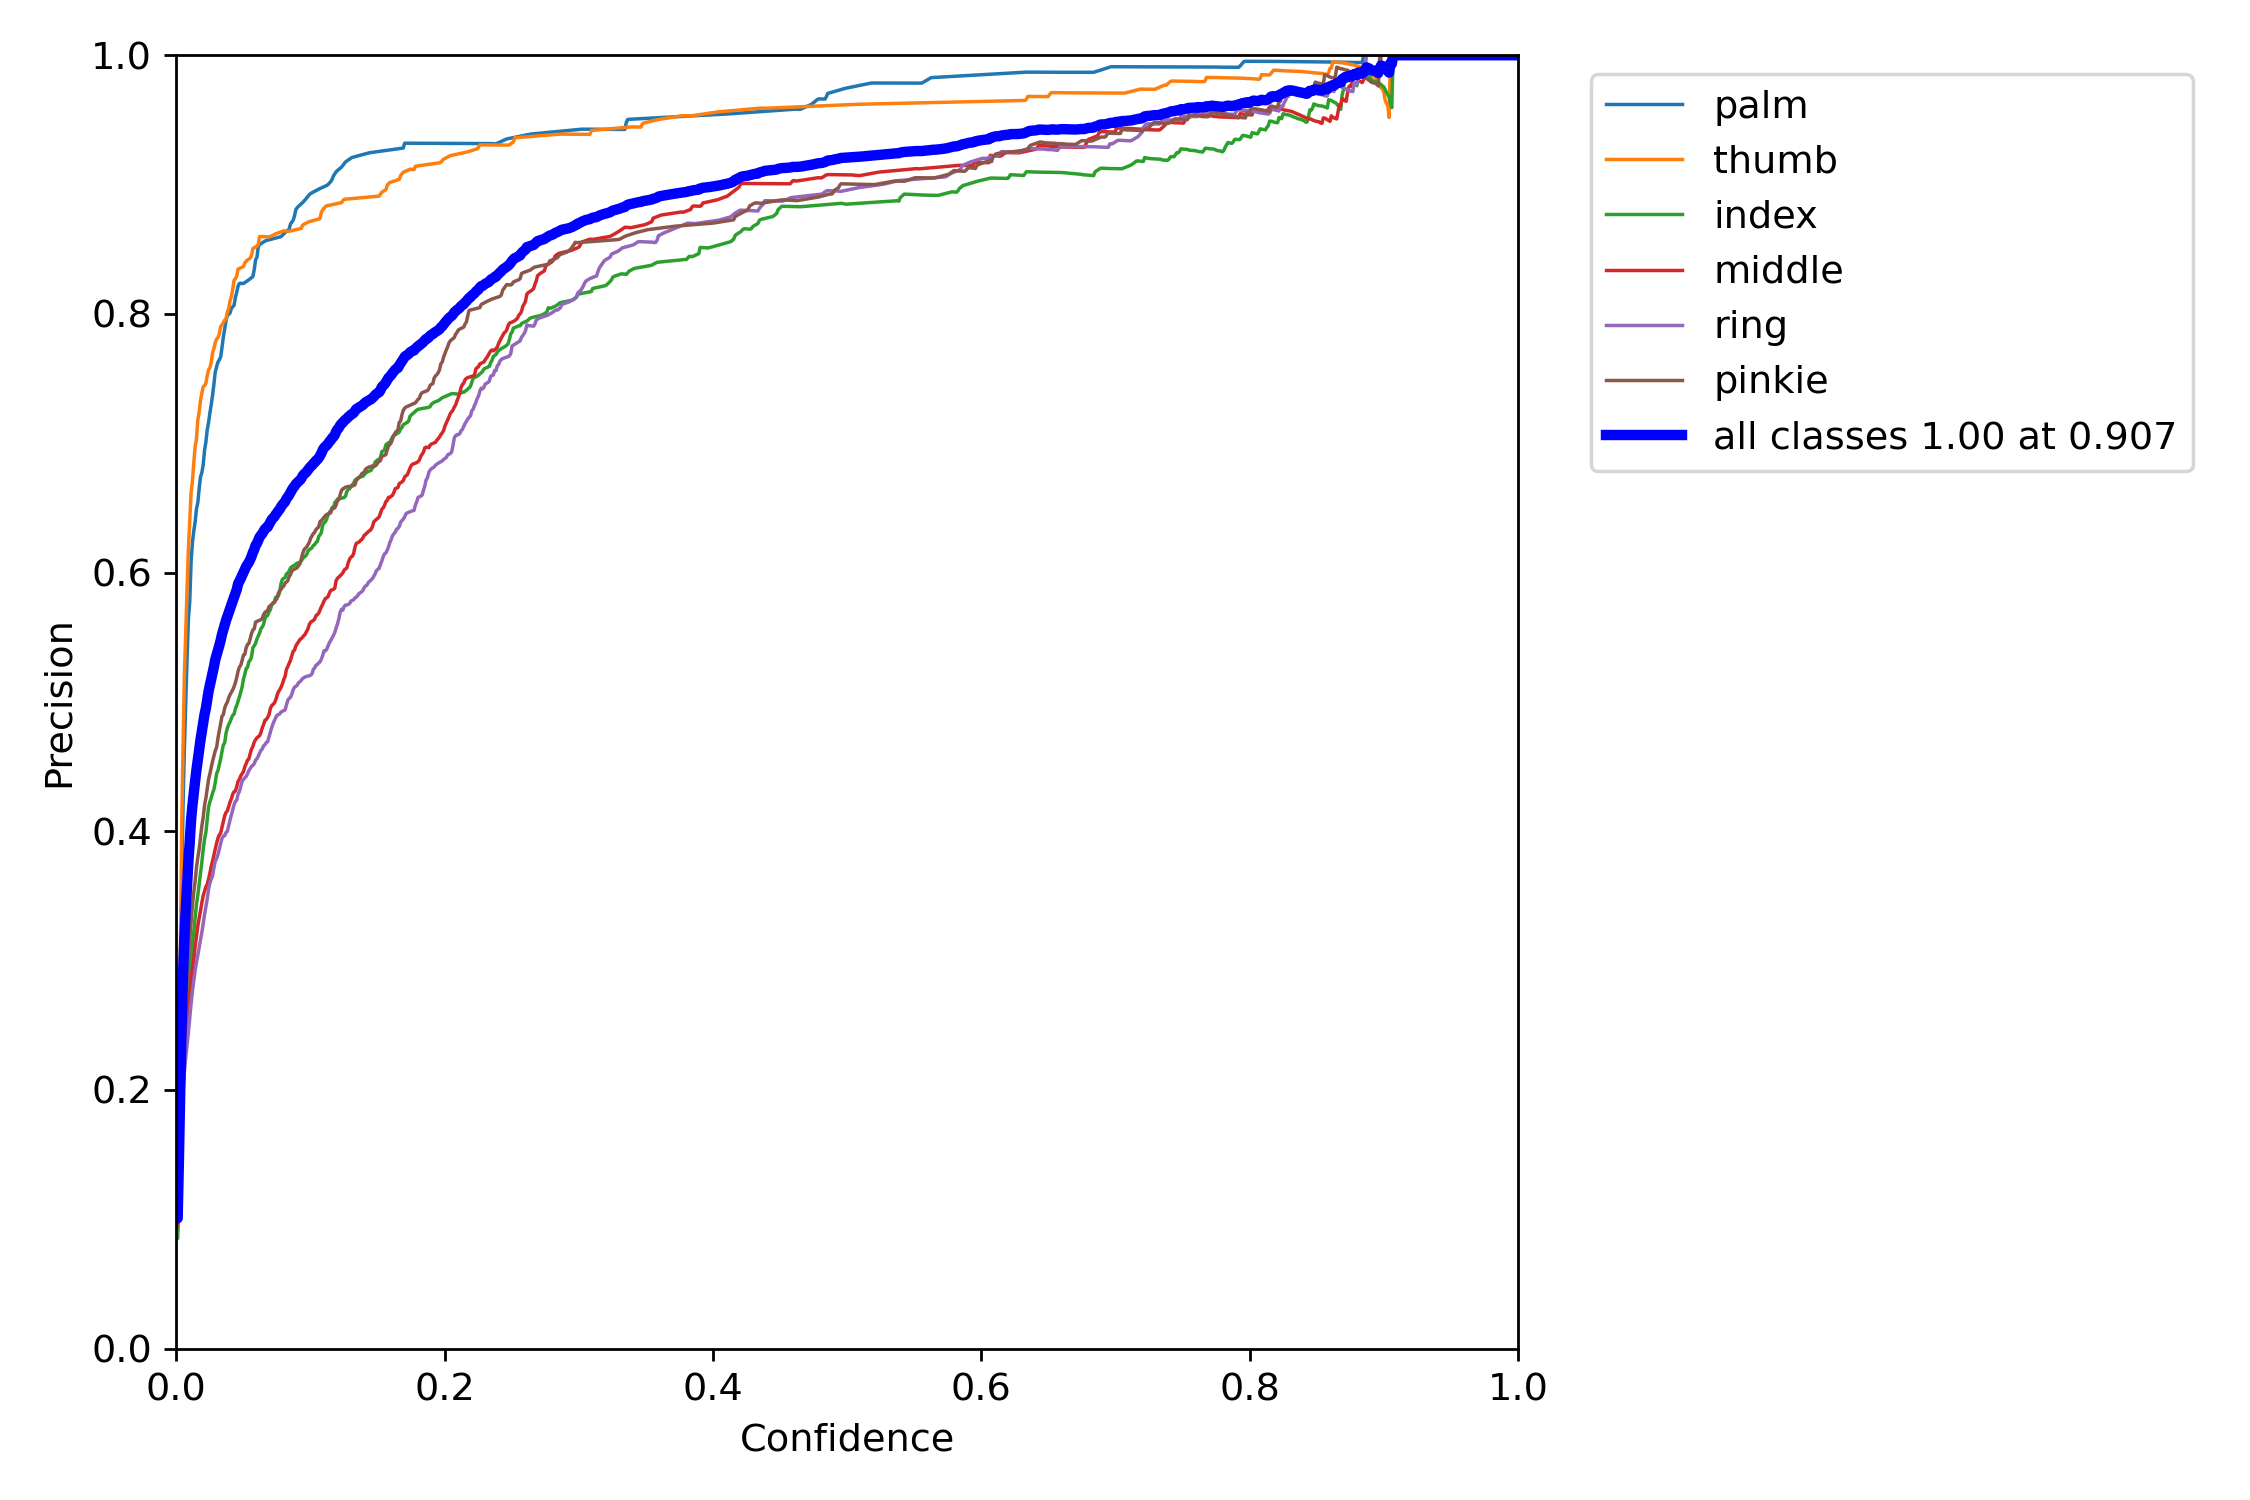 1.0
0.8
0.6
0.4
0.2
0.0
Precision
0.0 0.2 0.4 0.6 0.8 1.0
Confidence
palm
thumb
index
middle
ring
pinkie
all classes 1.00 at 0.907